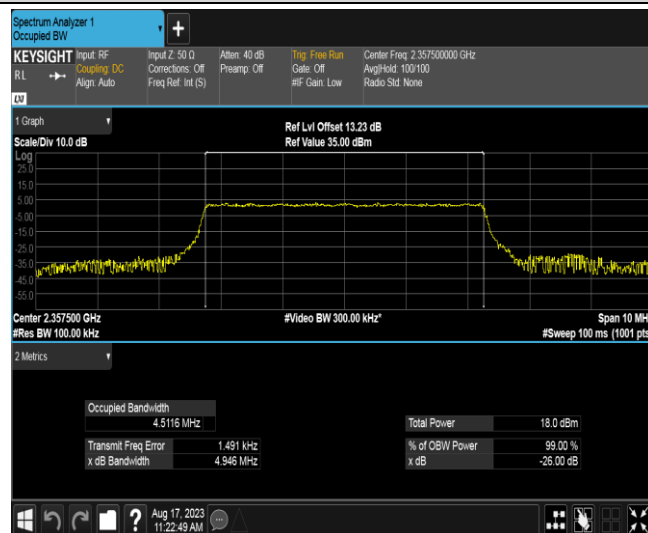 Spectrum Analyzer 1
Occupied BW
+
KEYSIGHT Input: RF Input Z: 50 Ω Atten: 40 dB Trig: Free Run Center Freq: 2.357500000 GHz
RL Coupling: DC Corrections: Off Preamp: Off Gate: Off Avg|Hold: 100/100
Align: Auto Freq Ref: Int (S) #IF Gain: Low Radio Std: None
LXI
1 Graph
Ref Lvl Offset 13.23 dB
Scale/Div 10.0 dB Ref Value 35.00 dBm
Log
25.0
15.0
5.00
-5.00
-15.0
-25.0
-35.0
-45.0
-55.0
Center 2.357500 GHz #Video BW 300.00 kHz* Span 10 MH
#Res BW 100.00 kHz #Sweep 100 ms (1001 pts
2 Metrics
Occupied Bandwidth
4.5116 MHz Total Power 18.0 dBm
Transmit Freq Error 1.491 kHz % of OBW Power 99.00 %
x dB Bandwidth 4.946 MHz x dB -26.00 dB
? Aug 17, 2023
11:22:49 AM